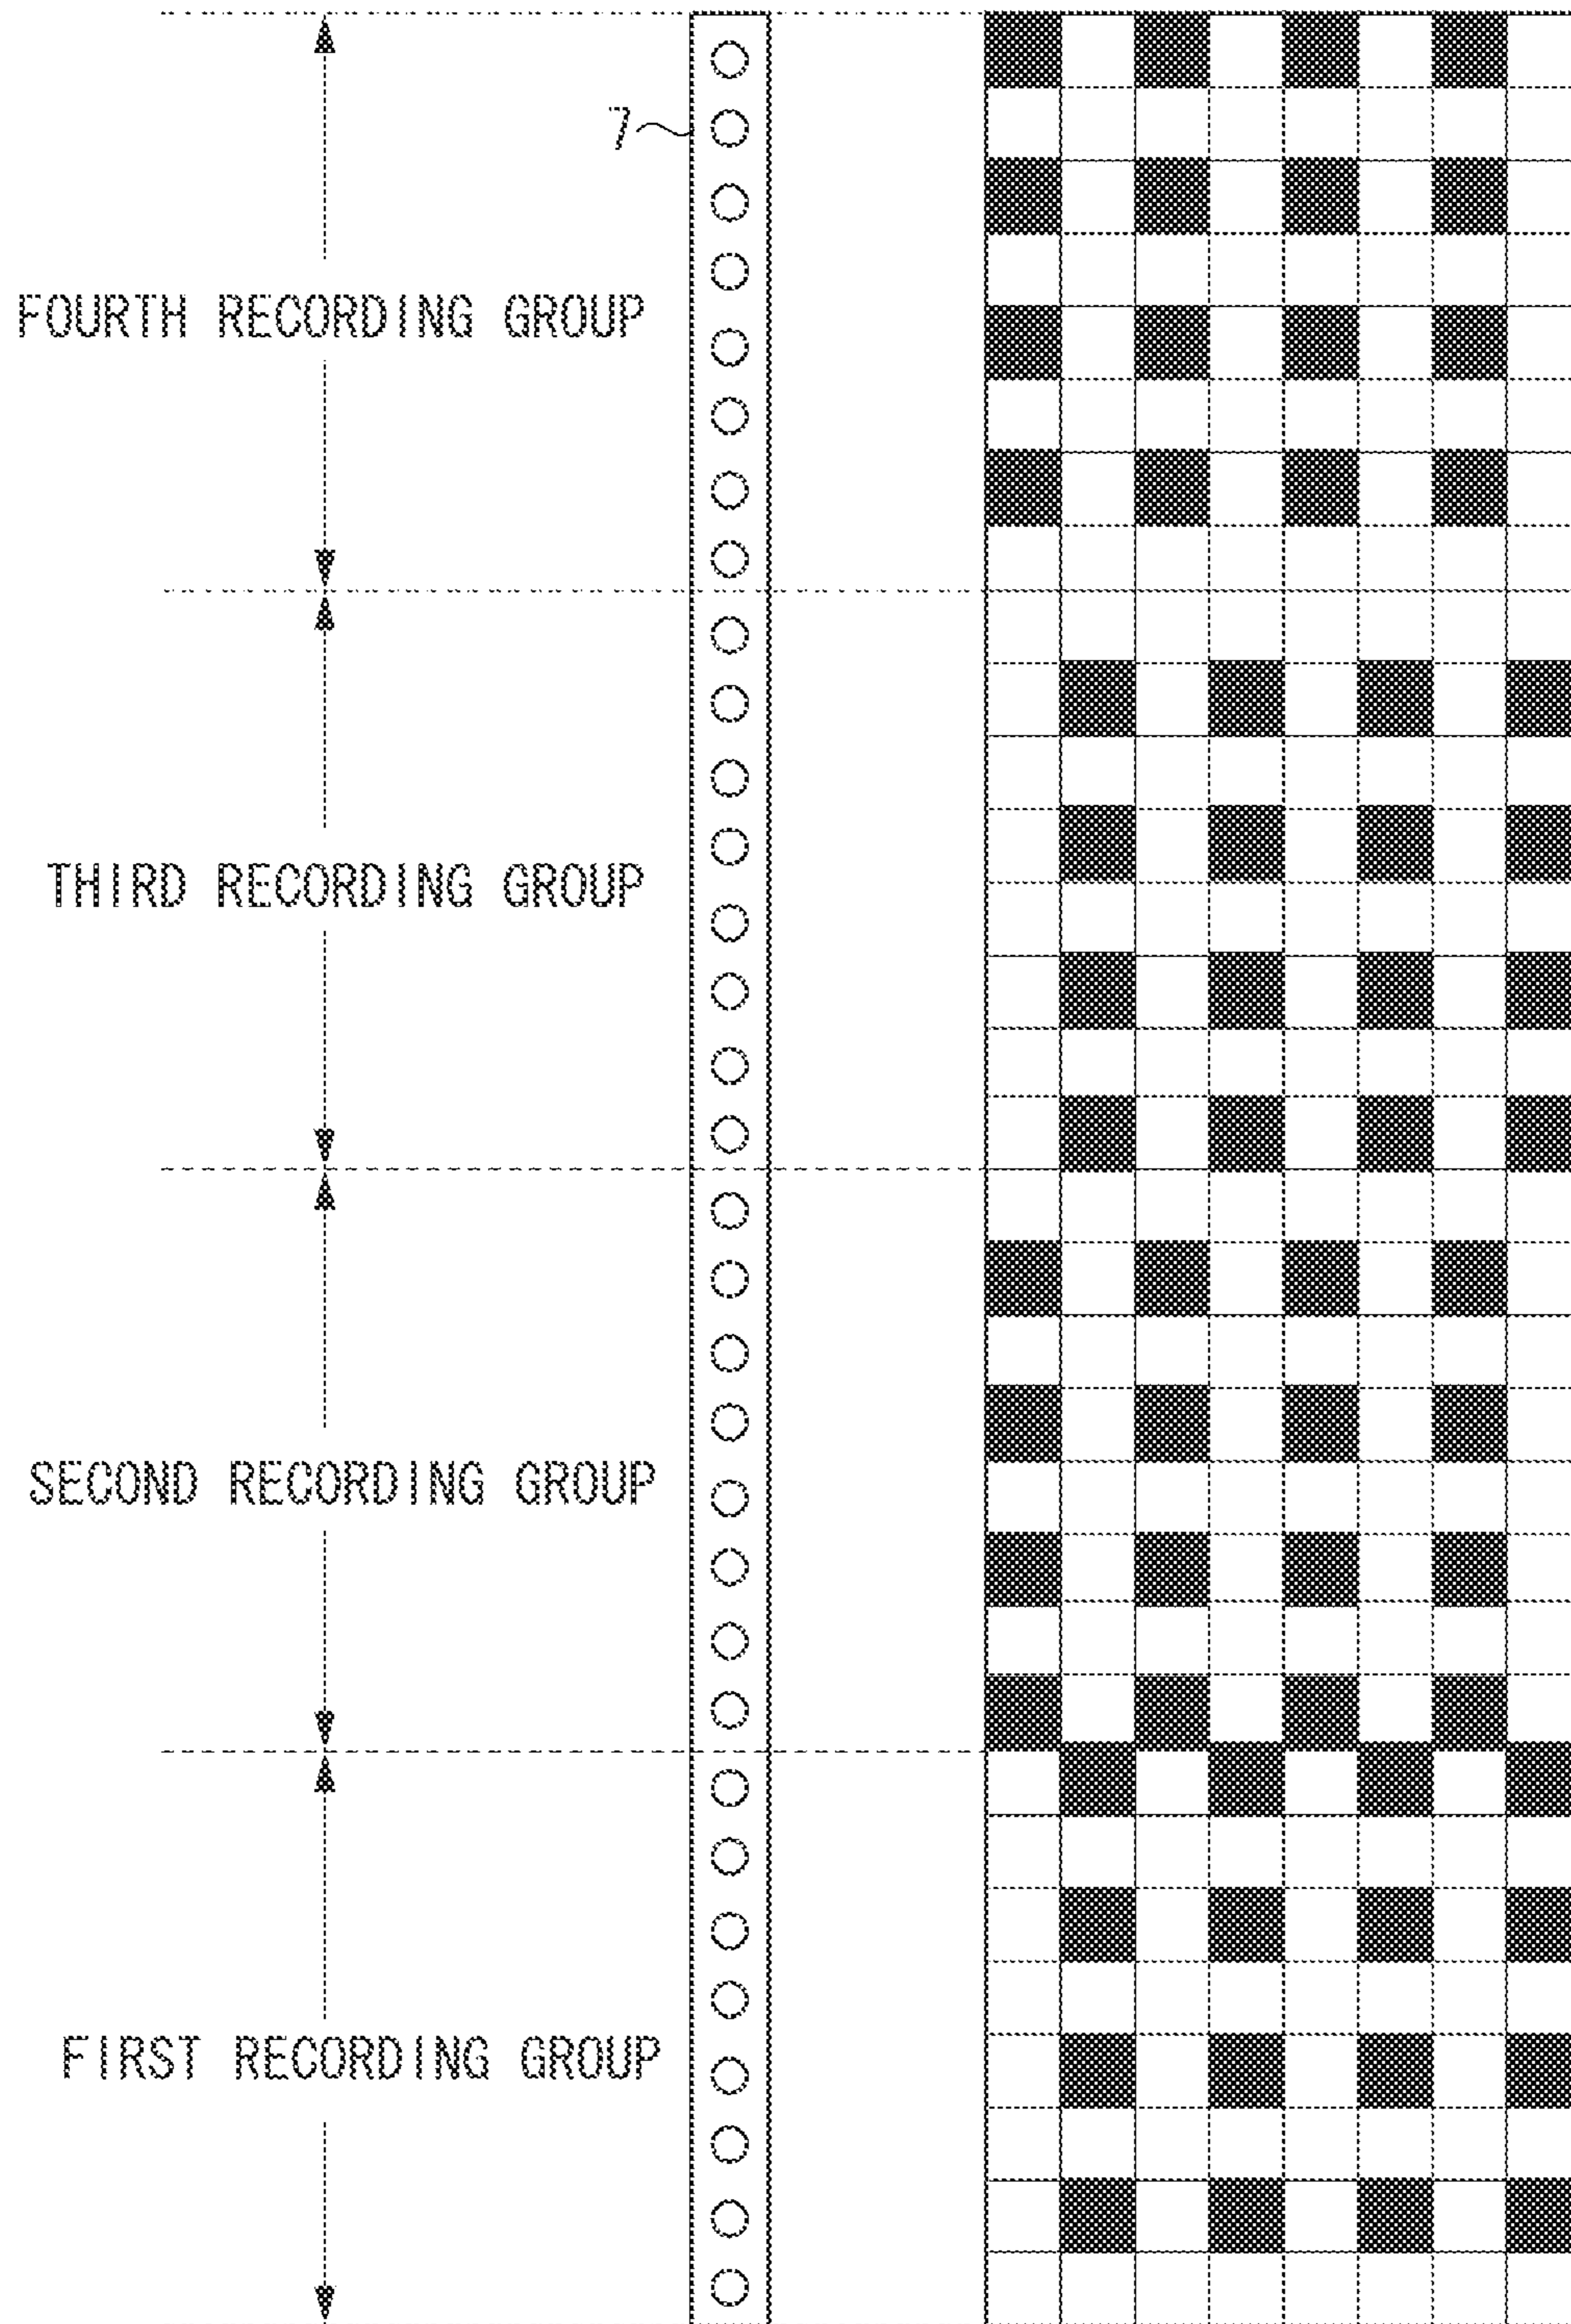 7
FOURTH RECORDING GROUP
THIRD RECORDING GROUP
SECOND RECORDING GROUP
FIRST RECORDING GROUP